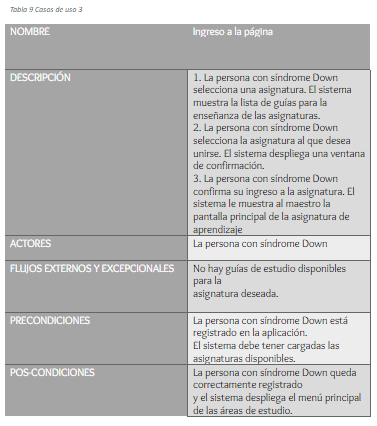 Tabla 9 Casos de uso 3
NOMBRE
Ingreso a la página
DESCRIPCIÓN
1. La persona con síndrome Down
selecciona una asignatura. El sistema
muestra la lista de guías para la
enseñanza de las asignaturas.
2. La persona con síndrome Down
selecciona la asignatura al que desea
unirse. El sistema despliega una ventana
de confirmación.
3. La persona con síndrome Down
confirma su ingreso a la asignatura. El
sistema le muestra al maestro la
pantalla principal de la asignatura de
aprendizaje
ACTORES
La persona con síndrome Down
FLUJOS EXTERNOS Y EXCEPCIONALES
No hay guías de estudio disponibles
para la
asignatura deseada.
PRECONDICIONES
La persona con síndrome Down está
registrado en la aplicación.
El sistema debe tener cargadas las
asignaturas disponibles.
POS-CONDICIONES
La persona con síndrome Down queda
correctamente registrado
y el sistema despliega el menú principal
de las áreas de estudio.